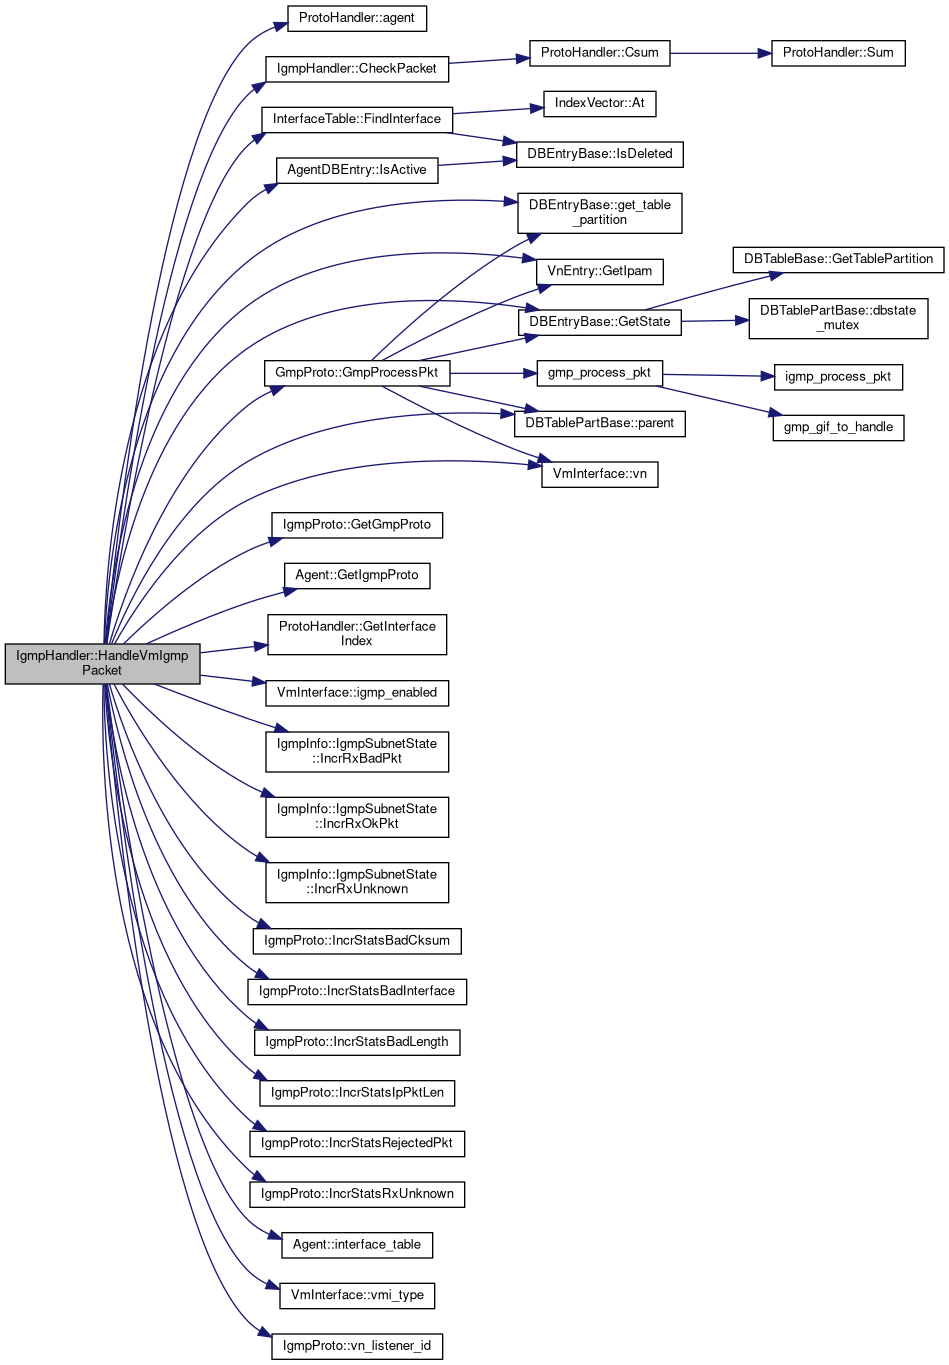 ProtoHandler::agent
IgmpHandler::CheckPacket
ProtoHandler::Csum
ProtoHandler::Sum
InterfaceTable::FindInterface
IndexVector::At
DBEntryBase::IsDeleted
AgentDBEntry::IsActive
DBEntryBase::get_table
_partition
VnEntry::GetIpam
DBTableBase::GetTablePartition
DBEntryBase::GetState
DBTablePartBase::dbstate
_mutex
GmpProto::GmpProcessPkt
gmp_process_pkt
igmp_process_pkt
gmp_gif_to_handle
DBTablePartBase::parent
VmInterface::vn
IgmpProto::GetGmpProto
Agent::GetIgmpProto
ProtoHandler::GetInterface
Index
IgmpHandler::HandleVmIgmp
Packet
VmInterface::igmp_enabled
IgmpInfo::IgmpSubnetState
::IncrRxBadPkt
IgmpInfo::IgmpSubnetState
::IncrRxOkPkt
IgmpInfo::IgmpSubnetState
::IncrRxUnknown
IgmpProto::IncrStatsBadCksum
IgmpProto::IncrStatsBadInterface
IgmpProto::IncrStatsBadLength
IgmpProto::IncrStatsIpPktLen
IgmpProto::IncrStatsRejectedPkt
IgmpProto::IncrStatsRxUnknown
Agent::interface_table
VmInterface::vmi_type
IgmpProto::vn_listener_id